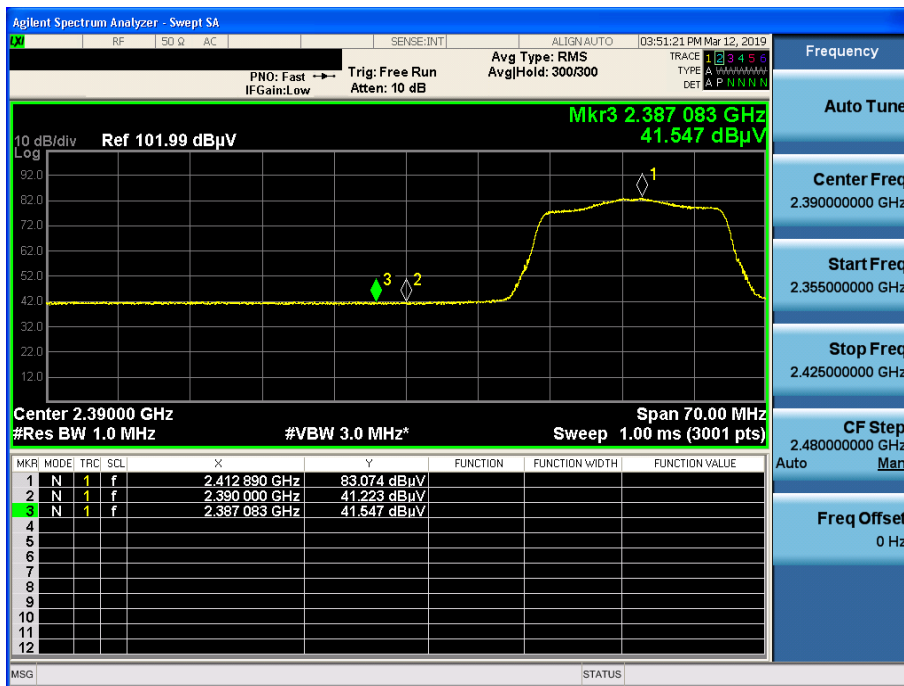 Agilent Spectrum Analyzer - Swept SA
LXI RF 50 Ω AC SENSE:INT ALIGN AUTO 03:51:21 PM Mar 12, 2019
Frequency
PNO: Fast
IFGain:Low
Trig: Free Run
Atten: 10 dB
Avg Type: RMS
Avg|Hold: 300/300
TRACE 1 2 3 4 5 6
TYPE A WWWWW
DET A P N N N N
Mkr3 2.387 083 GHz
41.547 dBµV
10 dB/div Ref 101.99 dBµV
Log
92.0
82.0
72.0
62.0
52.0
42.0
32.0
22.0
12.0
1
3 2
Center 2.39000 GHz Span 70.00 MHz
#Res BW 1.0 MHz #VBW 3.0 MHz* Sweep 1.00 ms (3001 pts)
MKR MODE TRC SCL X Y FUNCTION FUNCTION WIDTH FUNCTION VALUE
1 N 1 f 2.412 890 GHz 83.074 dBµV
2 N 1 f 2.390 000 GHz 41.223 dBµV
3 N 1 f 2.387 083 GHz 41.547 dBµV
4
5
6
7
8
9
10
11
12
Auto Tune
Center Freq
2.390000000 GHz
Start Freq
2.355000000 GHz
Stop Freq
2.425000000 GHz
CF Step
2.480000000 GHz
Auto Man
Freq Offset
0 Hz
MSG STATUS